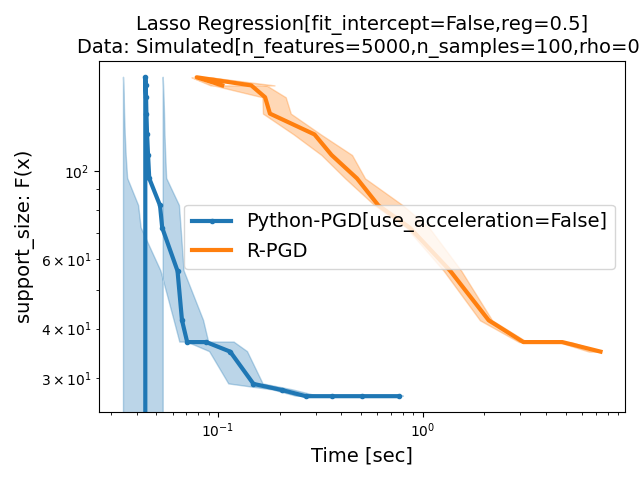 Lasso Regression[fit_intercept=False,reg=0.5]
Data: Simulated[n_features=5000,n_samples=100,rho=0
support_size: F(x)
10²
6 × 10¹
4 × 10¹
3 × 10¹
Python-PGD[use_acceleration=False]
R-PGD
10⁻¹
10⁰
Time [sec]